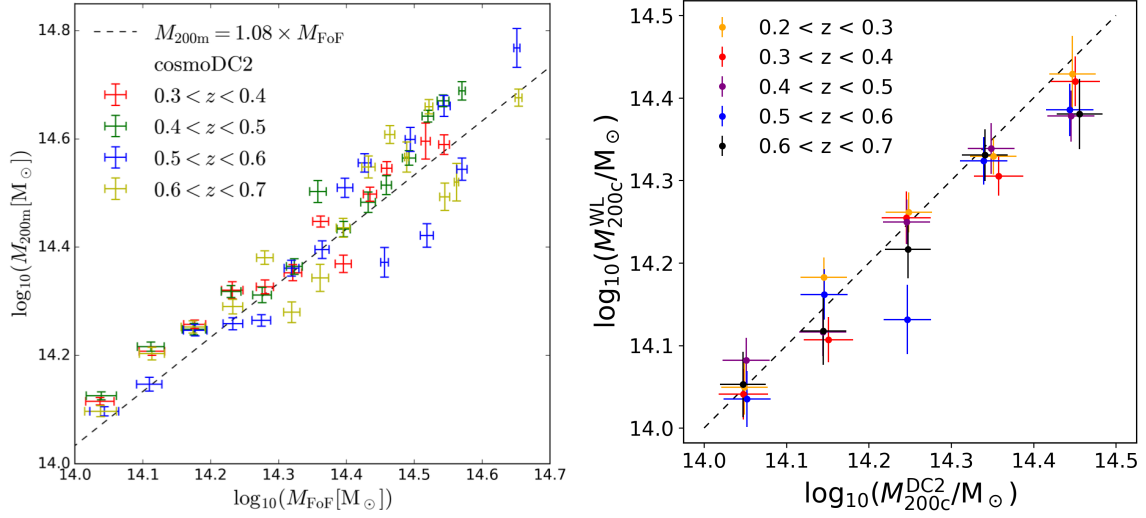 14.8
14.6
14.4
14.2
14.0
log₁₀(M₂₀₀ₘ[M☉])
M₂₀₀ₘ = 1.08 × M_FoF
cosmoDC2
0.3 < z < 0.4
0.4 < z < 0.5
0.5 < z < 0.6
0.6 < z < 0.7
14.0 14.1 14.2 14.3 14.4 14.5 14.6 14.7
log₁₀(M_FoF[M☉])
14.5
14.4
14.3
14.2
14.1
14.0
log₁₀(M^WL_200c/M☉)
0.2 < z < 0.3
0.3 < z < 0.4
0.4 < z < 0.5
0.5 < z < 0.6
0.6 < z < 0.7
14.0 14.1 14.2 14.3 14.4 14.5
log₁₀(M^DC2_200c/M☉)